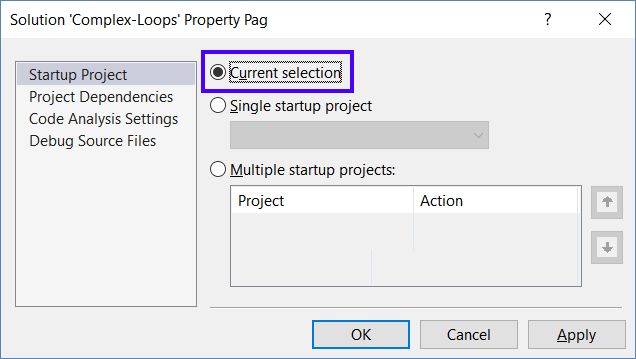 Solution 'Complex-Loops' Property Pag
Startup Project
Project Dependencies
Code Analysis Settings
Debug Source Files
Current selection
Single startup project
Multiple startup projects:
Project Action
OK Cancel Apply